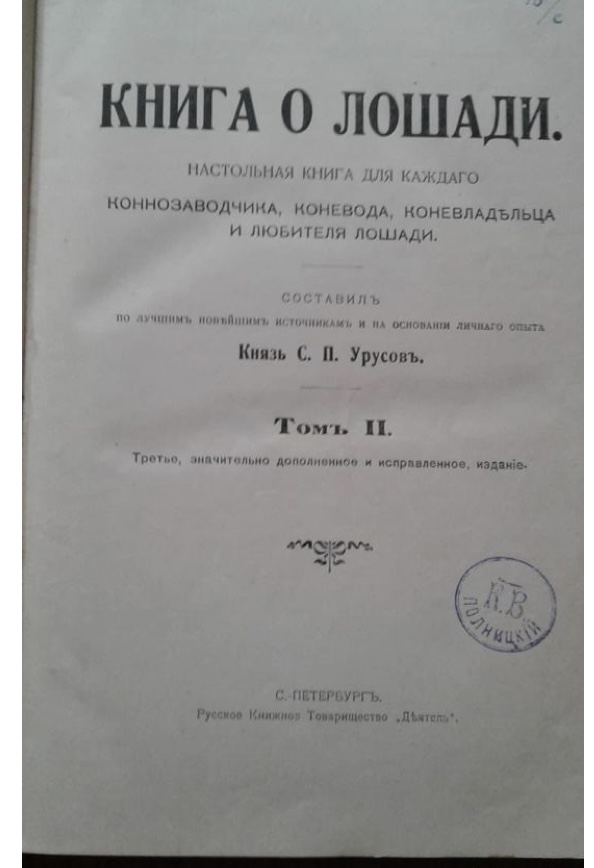 КНИГА О ЛОШАДИ.
НАСТОЛЬНАЯ КНИГА ДЛЯ КАЖДАГО
КОННОЗАВОДЧИКА, КОНЕВОДА, КОНЕВЛАДѢЛЬЦА
И ЛЮБИТЕЛЯ ЛОШАДИ.
СОСТАВИЛЪ
ПО ЛУЧШИМЪ НОВѢЙШИМЪ ИСТОЧНИКАМЪ И НА ОСНОВАНІИ ЛИЧНАГО ОПЫТА
Князь С. П. Урусовъ.
Томъ II.
Третье, значительно дополненное и исправленное, изданіе.
К.В
ПОЛНИЦКІЙ
С.-ПЕТЕРБУРГЪ.
Русское Книжное Товарищество „Дѣятель".